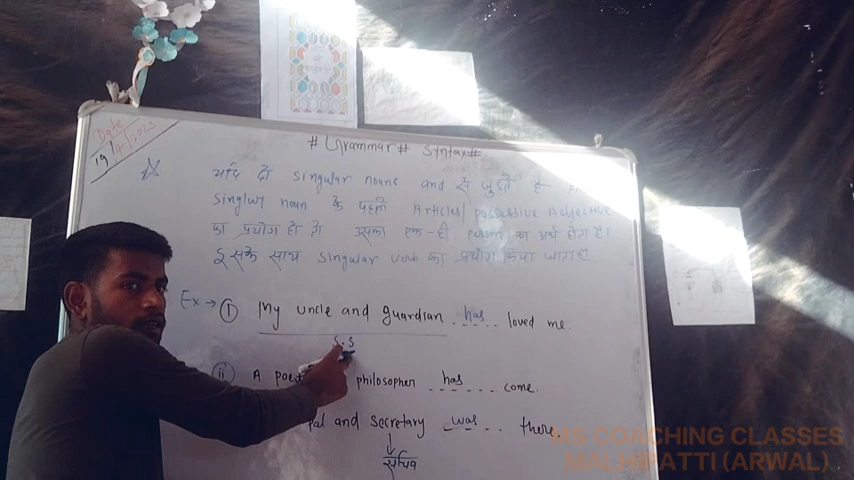 Date
19/4/2023
# Grammar # Syntax #
यदि दो singular nouns and से जुड़ते है
singlur noun के पहले Articles/possessive Adjective
का प्रयोग हो तो उसका एक-ही person का अर्थ होता है।
इसके साथ singular verb का प्रयोग किया जाता है
Ex → (i) My uncle and guardian ..has.. loved me.
S.S
(ii) A poet philosopher ..has.. come.
pal and secretary ..was.. there.
↓
सचिव
MS COACHING CLASSES
MALHIPATTI (ARWAL)